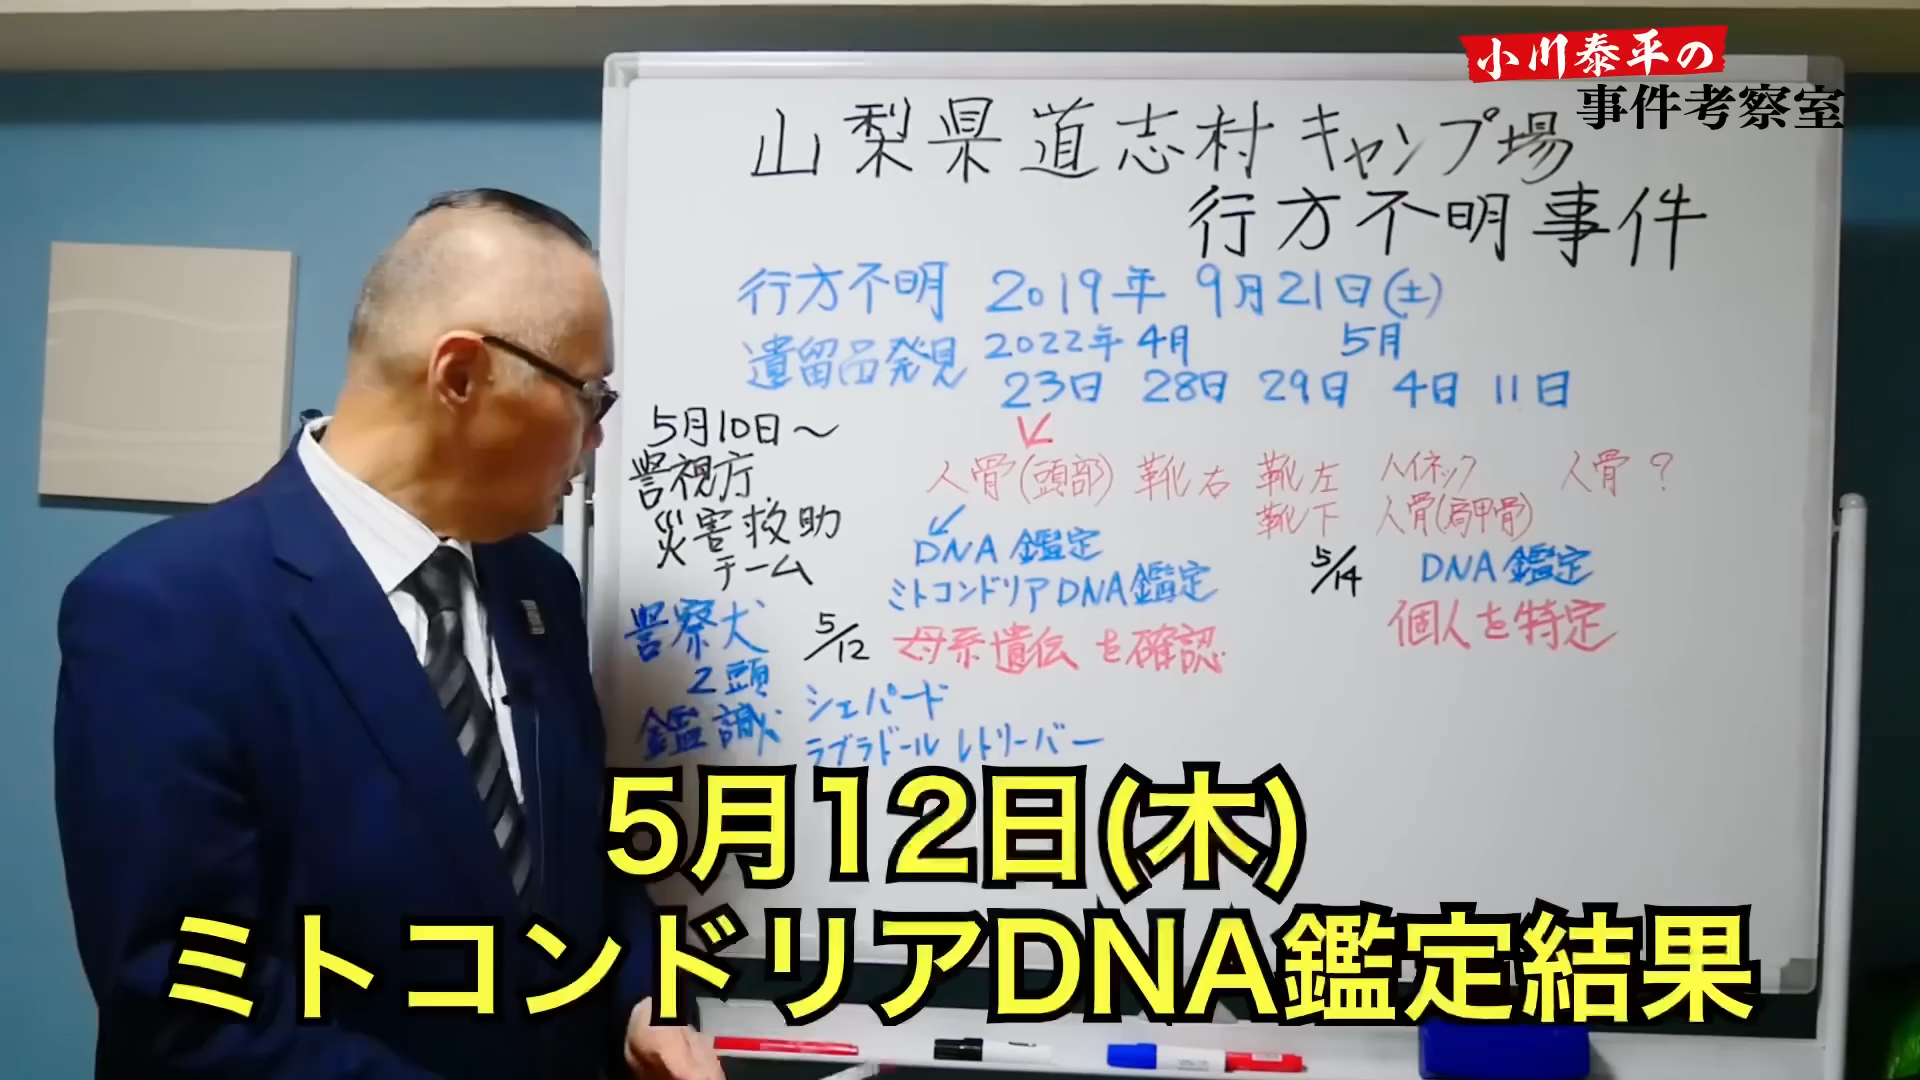 小川泰平の
事件考察室
山梨県道志村キャンプ場
行方不明事件
行方不明 2019年 9月21日(土)
遺留品発見 2022年 4月 5月
23日 28日 29日 4日 11日
5月10日〜
警視庁
災害救助
チーム
人骨(頭部) 靴右 靴左 ハイネック 人骨?
靴下 人骨(肩甲骨)
DNA鑑定
ミトコンドリアDNA鑑定
5/14 DNA鑑定
個人を特定
警察犬
2頭
鑑識
5/12 母系遺伝を確認
シェパード
ラブラドールレトリーバー
5月12日(木)
ミトコンドリアDNA鑑定結果